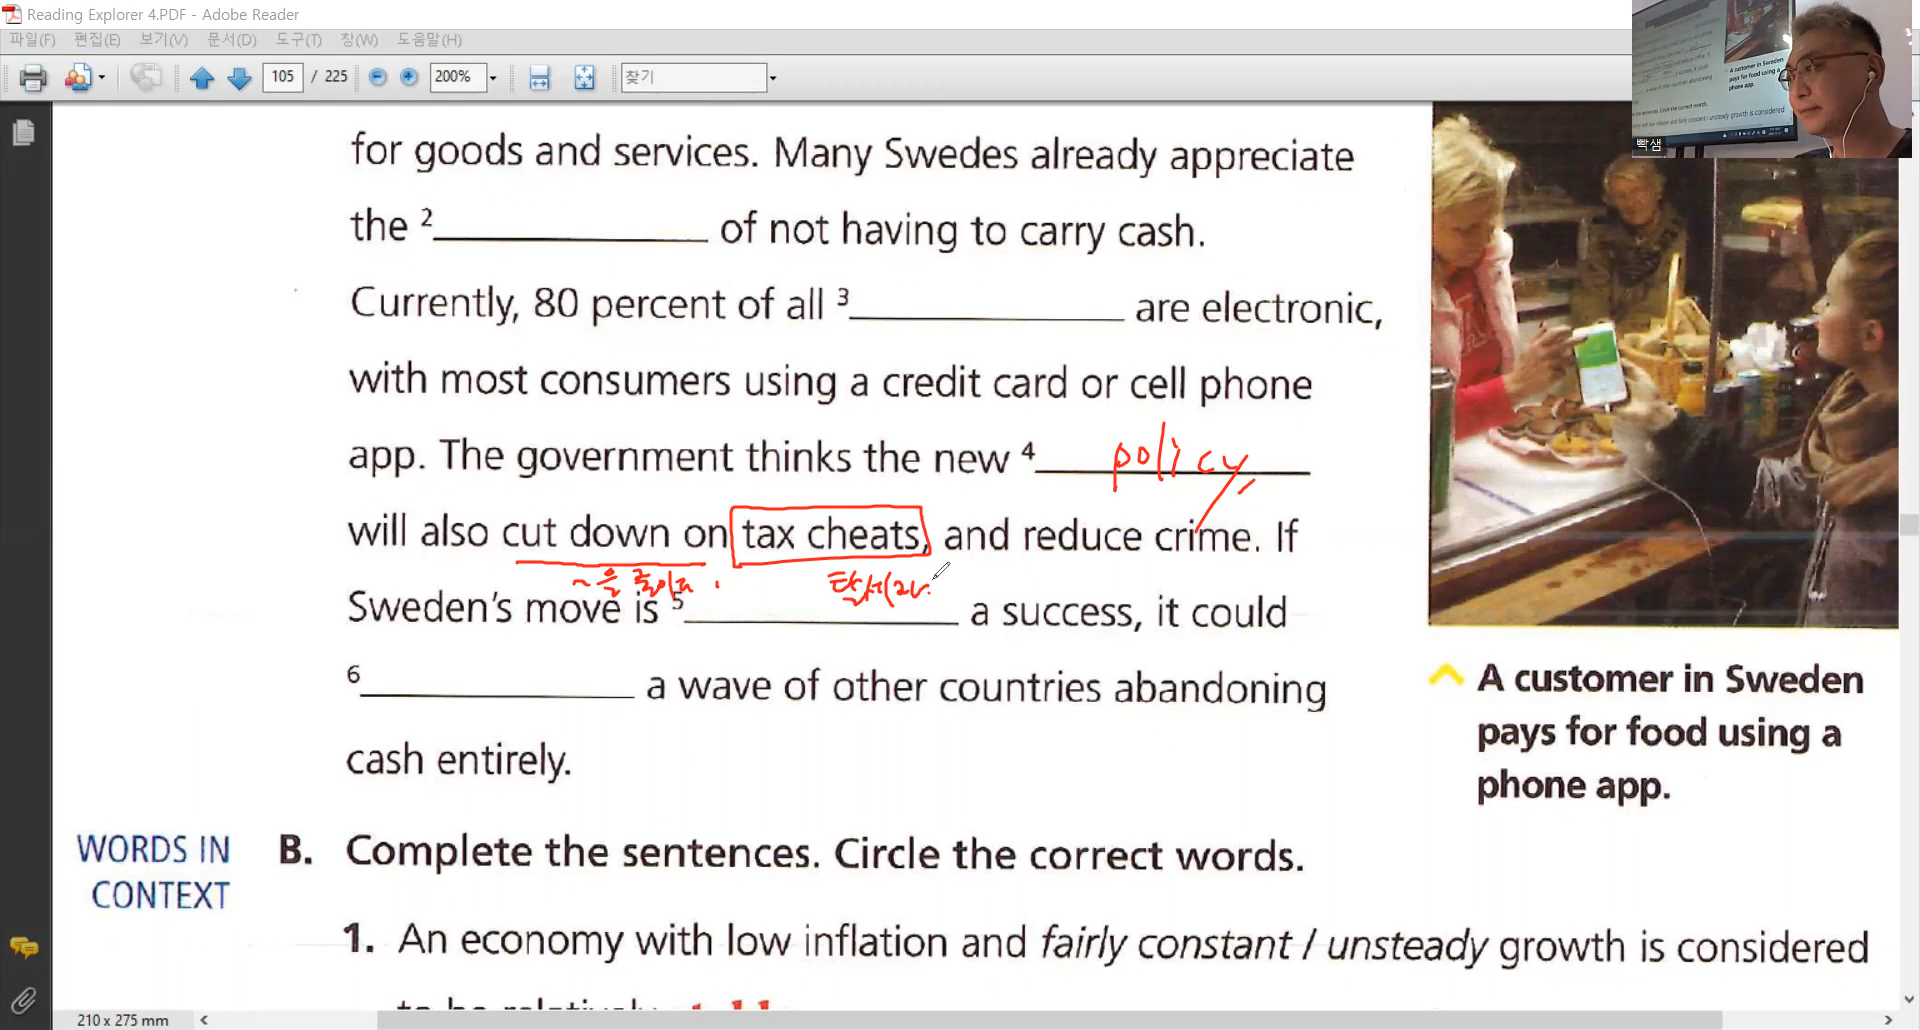 Reading Explorer 4.PDF - Adobe Reader
파일(F) 편집(E) 보기(V) 문서(D) 도구(T) 창(W) 도움말(H)
105 / 225 200% 찾기
빡샘
for goods and services. Many Swedes already appreciate
the 2 ____________ of not having to carry cash.
Currently, 80 percent of all 3 ____________ are electronic,
with most consumers using a credit card or cell phone
app. The government thinks the new 4 policy
will also cut down on tax cheats, and reduce crime. If
~을 줄이다.
Sweden's move is 5 ____________ a success, it could
6 ____________ a wave of other countries abandoning
cash entirely.
A customer in Sweden
pays for food using a
phone app.
WORDS IN
CONTEXT
B. Complete the sentences. Circle the correct words.
1. An economy with low inflation and fairly constant / unsteady growth is considered
210 x 275 mm